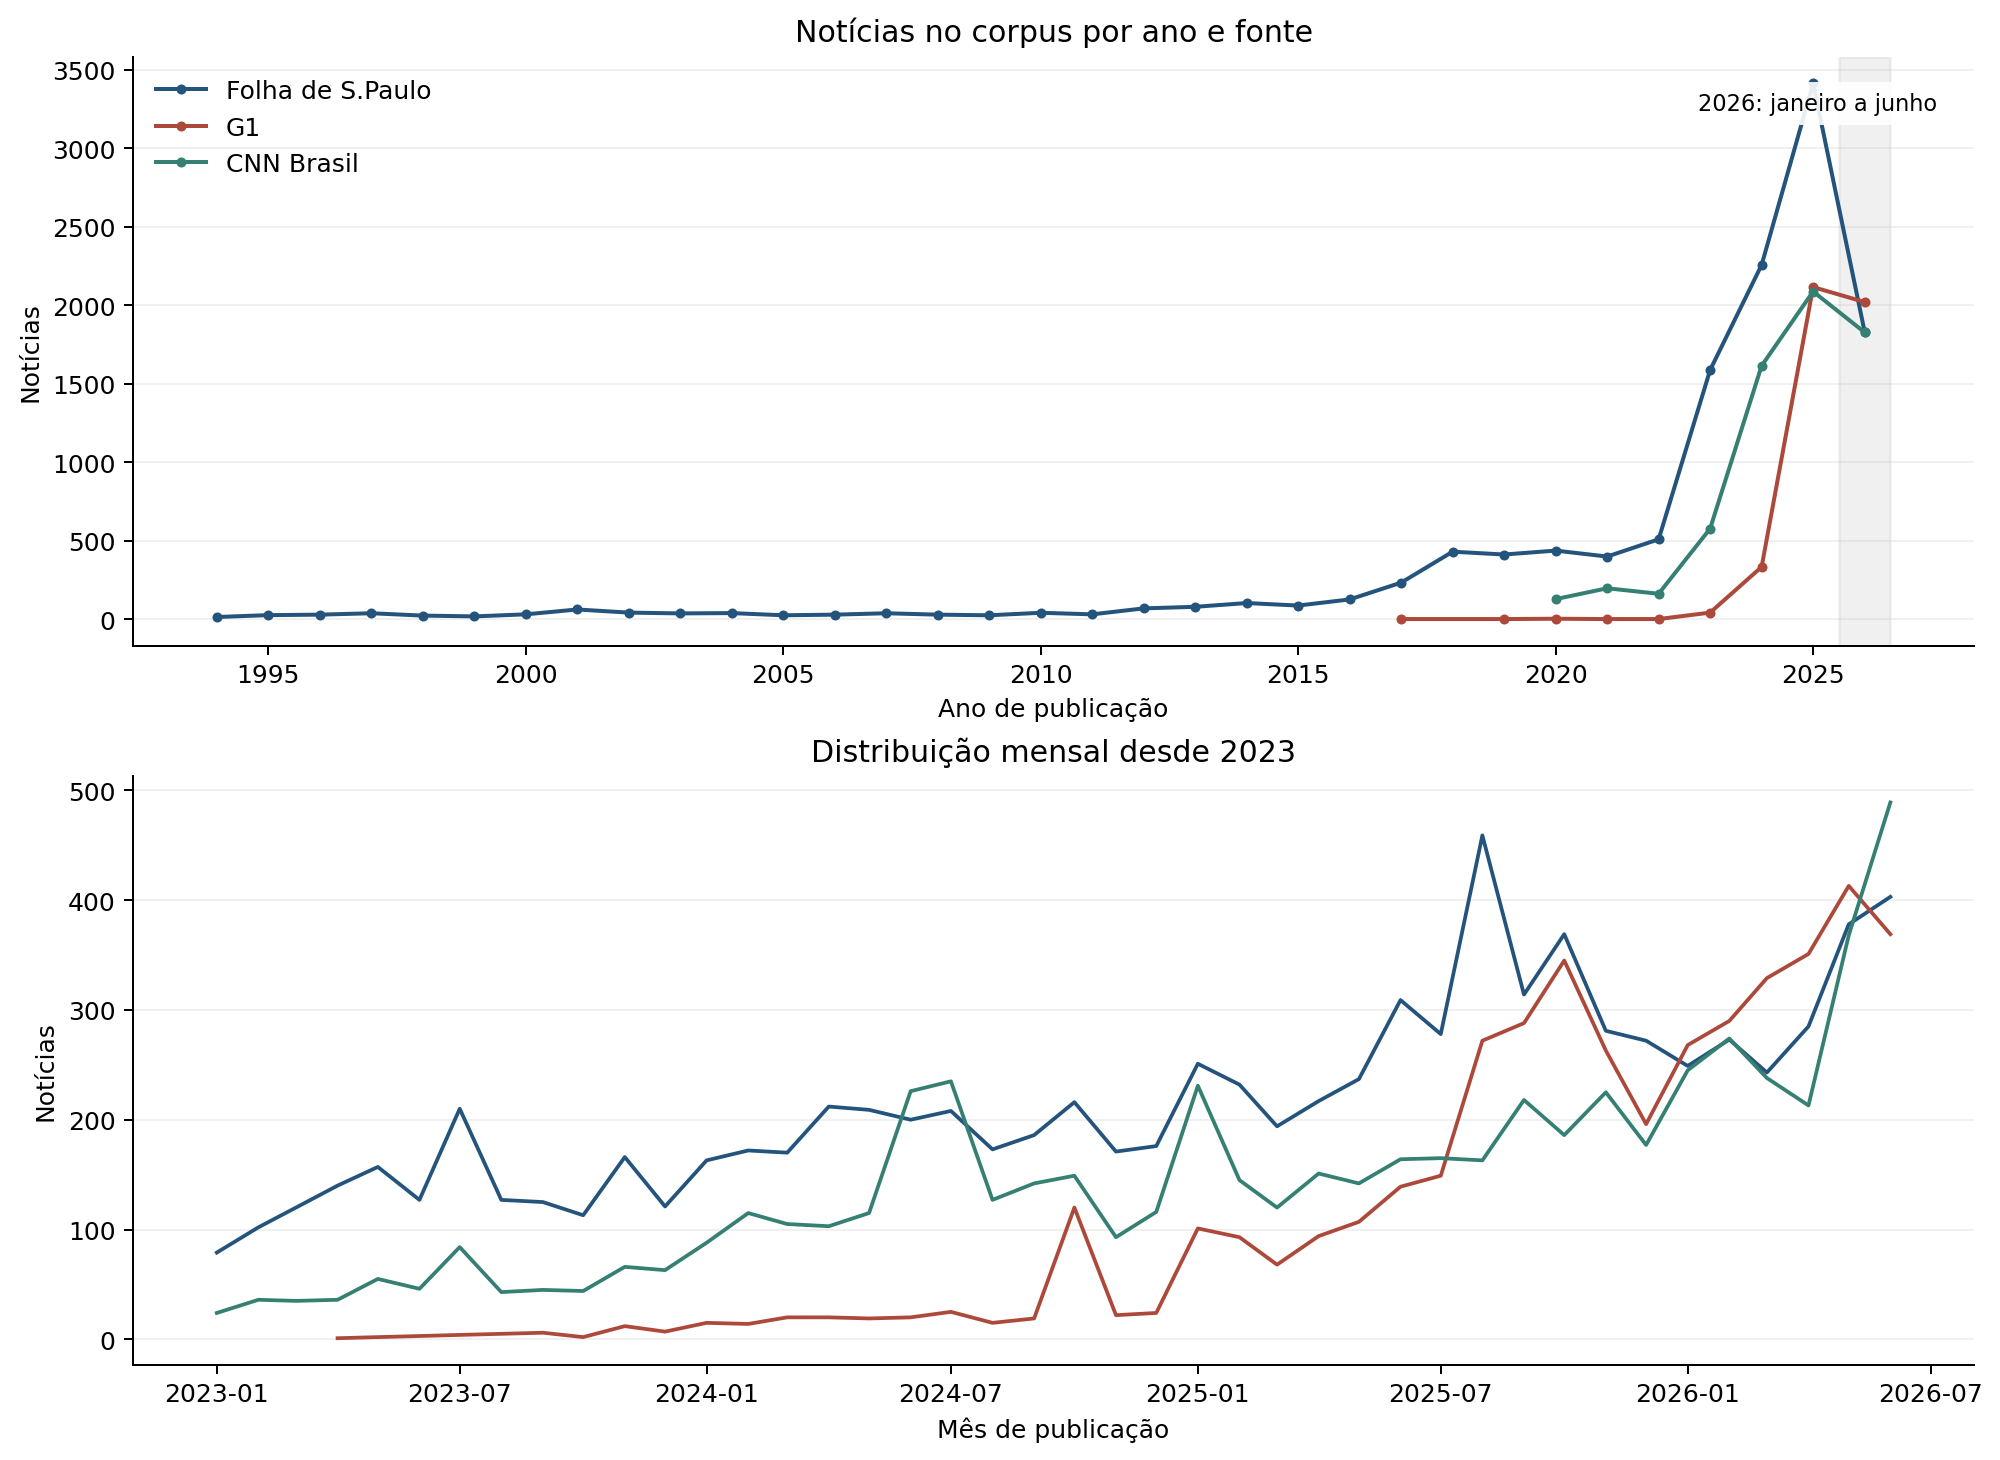 Notícias no corpus por ano e fonte
3500
3000
2500
2000
1500
1000
500
0
Notícias
Folha de S.Paulo
G1
CNN Brasil
2026: janeiro a junho
1995
2000
2005
2010
2015
2020
2025
Ano de publicação
Distribuição mensal desde 2023
500
400
300
200
100
0
Notícias
2023-01
2023-07
2024-01
2024-07
2025-01
2025-07
2026-01
2026-07
Mês de publicação